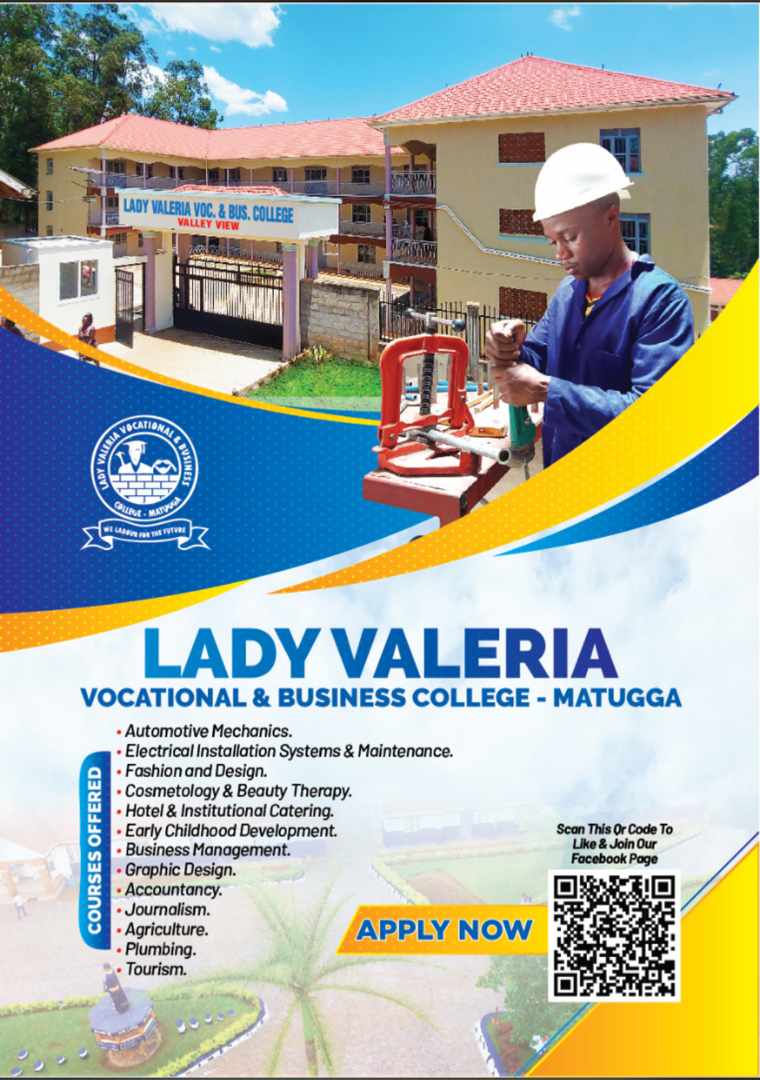 LADY VALERIA VOC. & BUS. COLLEGE
VALLEY VIEW
LADY VALERIA VOCATIONAL & BUSINESS
COLLEGE - MATUGGA
WE LABOUR FOR THE FUTURE
LADY VALERIA
VOCATIONAL & BUSINESS COLLEGE - MATUGGA
COURSES OFFERED
• Automotive Mechanics.
• Electrical Installation Systems & Maintenance.
• Fashion and Design.
• Cosmetology & Beauty Therapy.
• Hotel & Institutional Catering.
• Early Childhood Development.
• Business Management.
• Graphic Design.
• Accountancy.
• Journalism.
• Agriculture.
• Plumbing.
• Tourism.
Scan This Qr Code To
Like & Join Our
Facebook Page
APPLY NOW